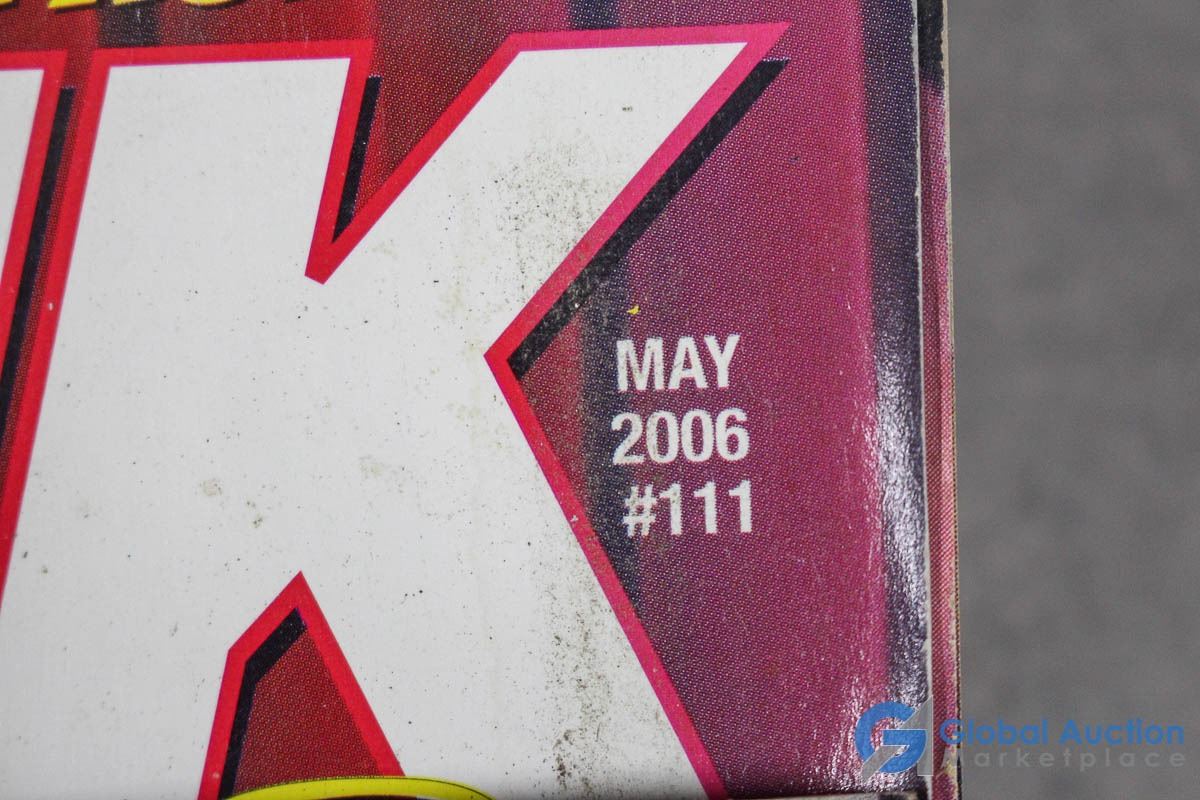 K
MAY
2006
#111
Global Auction
Marketplace